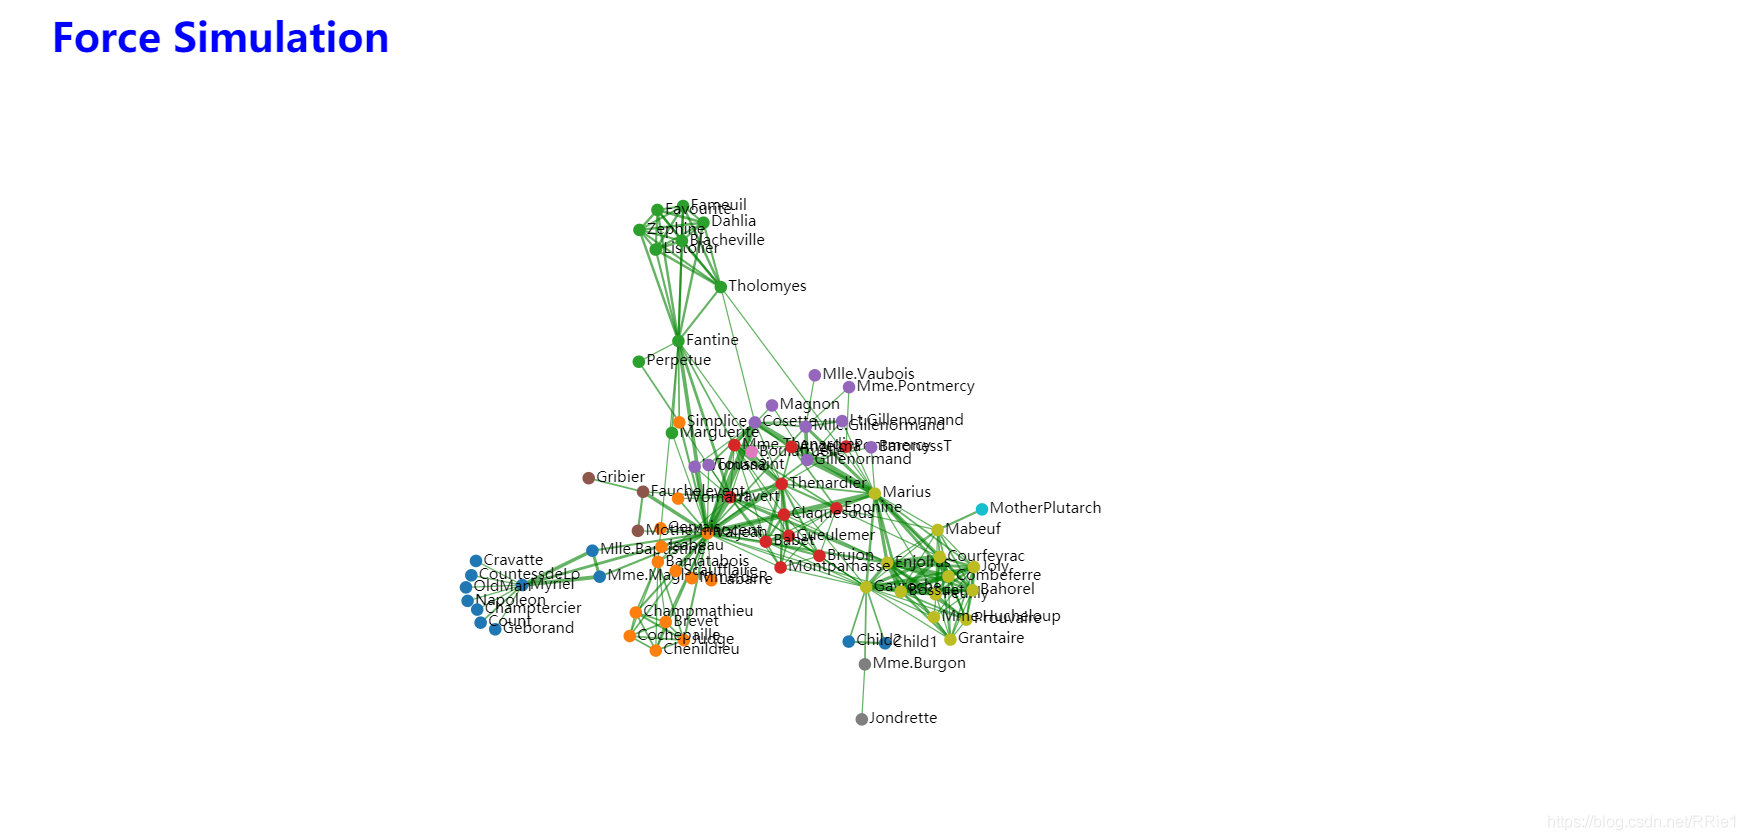 Force Simulation
Fameuil
Favourite
Dahlia
Zephine
Blacheville
Listolier
Tholomyes
Fantine
Perpetue
Mlle.Vaubois
Mme.Pontmercy
Magnon
Simplice
Cosette
Lt.Gillenormand
Mlle.Gillenormand
Marguerite
Mme.Thenardier
Pontmercy
BaronessT
Boulatruelle
Gillenormand
Toussaint
Woman2
Gribier
Thenardier
Fauchelevent
Marius
Woman1
Javert
Eponine
MotherPlutarch
Claquesous
Gervais
MotherInnocent
Valjean
Mabeuf
Gueulemer
Babet
Isabeau
Mlle.Baptistine
Brujon
Courfeyrac
Cravatte
Bamatabois
Enjolras
Montparnasse
Joly
Scaufflaire
CountessdeLo
Mme.Magloire
Mme.deR
Labarre
Combeferre
OldMan
Myriel
Gavroche
Bossuet
Feuilly
Bahorel
Napoleon
Champtercier
Champmathieu
Mme.Hucheloup
Prouvaire
Count
Brevet
Geborand
Cochepaille
Judge
Grantaire
Child2
Child1
Chenildieu
Mme.Burgon
Jondrette
https://blog.csdn.net/RRie1